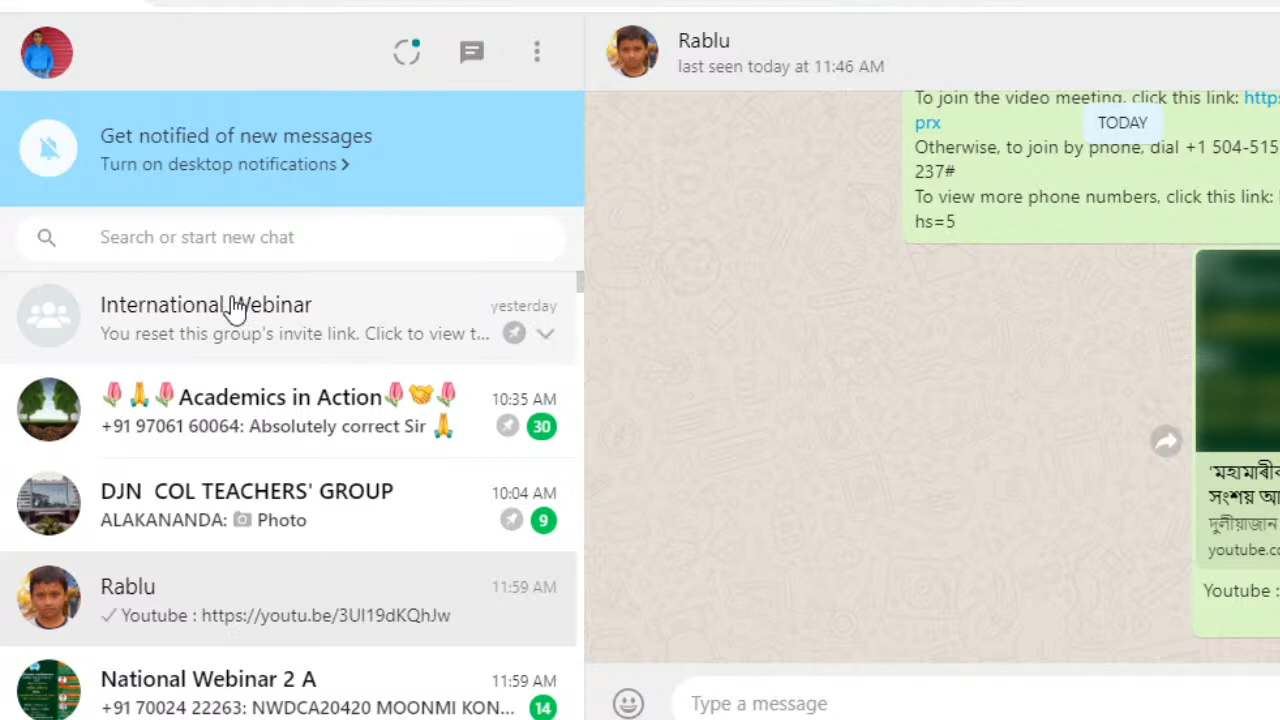 Get notified of new messages
Turn on desktop notifications
Search or start new chat
International Webinar
yesterday
You reset this group's invite link. Click to view t...
🌷🙏🌷Academics in Action🌷🤝🌷
10:35 AM
+91 97061 60064: Absolutely correct Sir 🙏
30
DJN COL TEACHERS' GROUP
10:04 AM
ALAKANANDA: 📷 Photo
9
Rablu
11:59 AM
✓ Youtube : https://youtu.be/3Ul19dKQhJw
National Webinar 2 A
11:59 AM
+91 70024 22263: NWDCA20420 MOONMI KON...
14
Rablu
last seen today at 11:46 AM
To join the video meeting, click this link: https
prx
TODAY
Otherwise, to join by phone, dial +1 504-515
237#
To view more phone numbers, click this link:
hs=5
'মহামাৰীৰ
সংশয় আ
দুলীয়াজান
youtube.co
Youtube :
Type a message